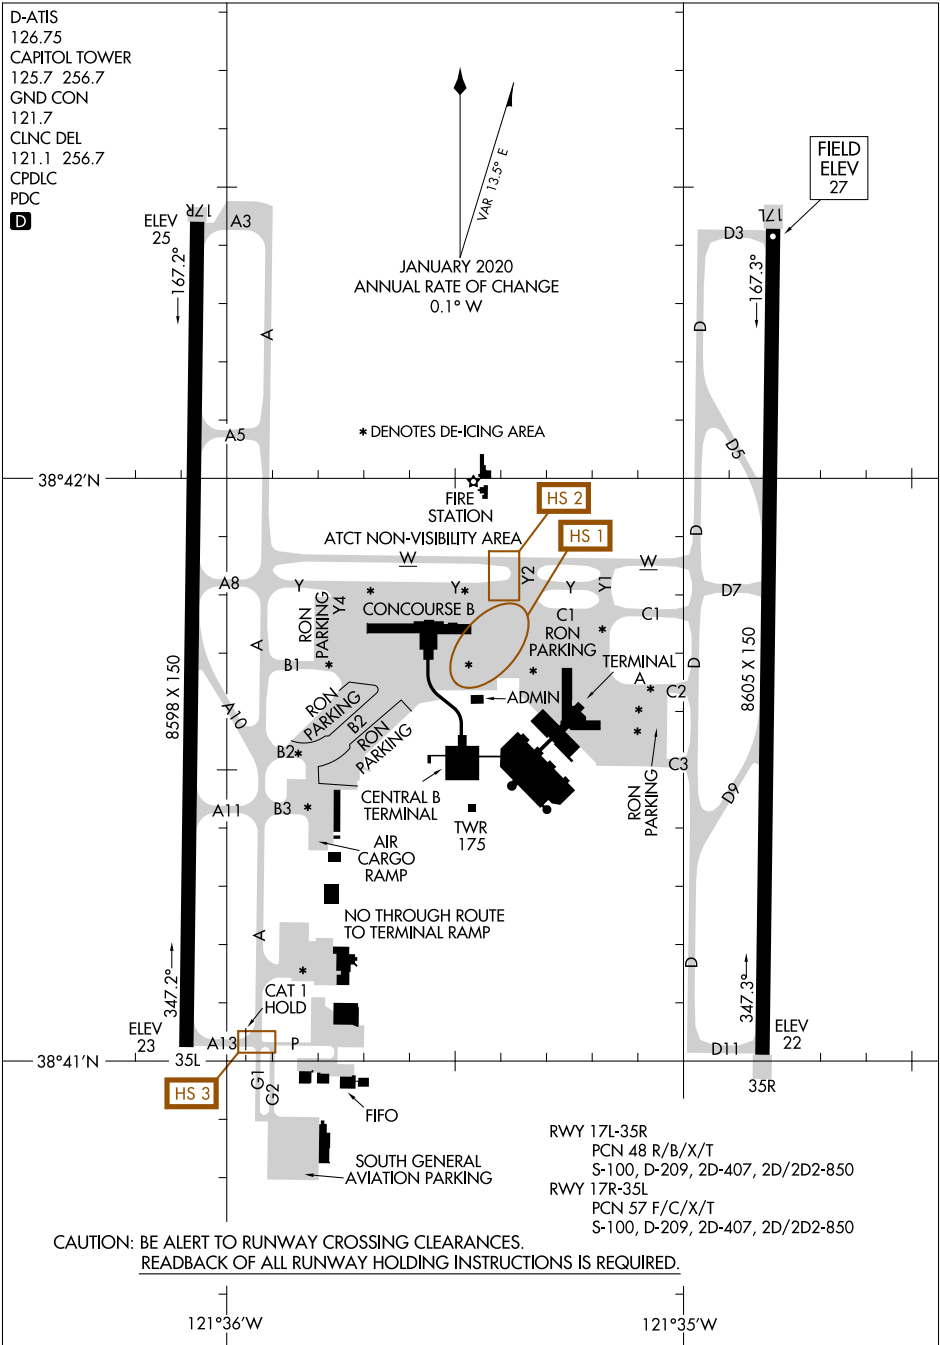 D-ATIS
126.75
CAPITOL TOWER
125.7 256.7
GND CON
121.7
CLNC DEL
121.1 256.7
CPDLC
PDC
D
VAR 13.5° E
JANUARY 2020
ANNUAL RATE OF CHANGE
0.1° W
FIELD
ELEV
27
ELEV
25
17R
A3
167.2°
A
17L
D3
167.3°
D
A5
* DENOTES DE-ICING AREA
D5
38°42'N
FIRE
STATION
HS 2
HS 1
ATCT NON-VISIBILITY AREA
W
W
D
A8
Y
Y4
Y
Y2
Y
Y1
D7
CONCOURSE B
RON
PARKING
C1
RON
PARKING
C1
A
B1
TERMINAL
A
D
C2
8598 X 150
8605 X 150
A10
RON
PARKING
B2
RON
PARKING
B2
ADMIN
C3
RON
PARKING
D9
A11
B3
CENTRAL B
TERMINAL
TWR
175
AIR
CARGO
RAMP
A
NO THROUGH ROUTE
TO TERMINAL RAMP
D
347.2°
347.3°
CAT 1
HOLD
ELEV
23
A13
P
ELEV
22
D11
38°41'N
35L
35R
G1
G2
HS 3
FIFO
SOUTH GENERAL
AVIATION PARKING
RWY 17L-35R
PCN 48 R/B/X/T
S-100, D-209, 2D-407, 2D/2D2-850
RWY 17R-35L
PCN 57 F/C/X/T
S-100, D-209, 2D-407, 2D/2D2-850
CAUTION: BE ALERT TO RUNWAY CROSSING CLEARANCES.
READBACK OF ALL RUNWAY HOLDING INSTRUCTIONS IS REQUIRED.
121°36'W
121°35'W